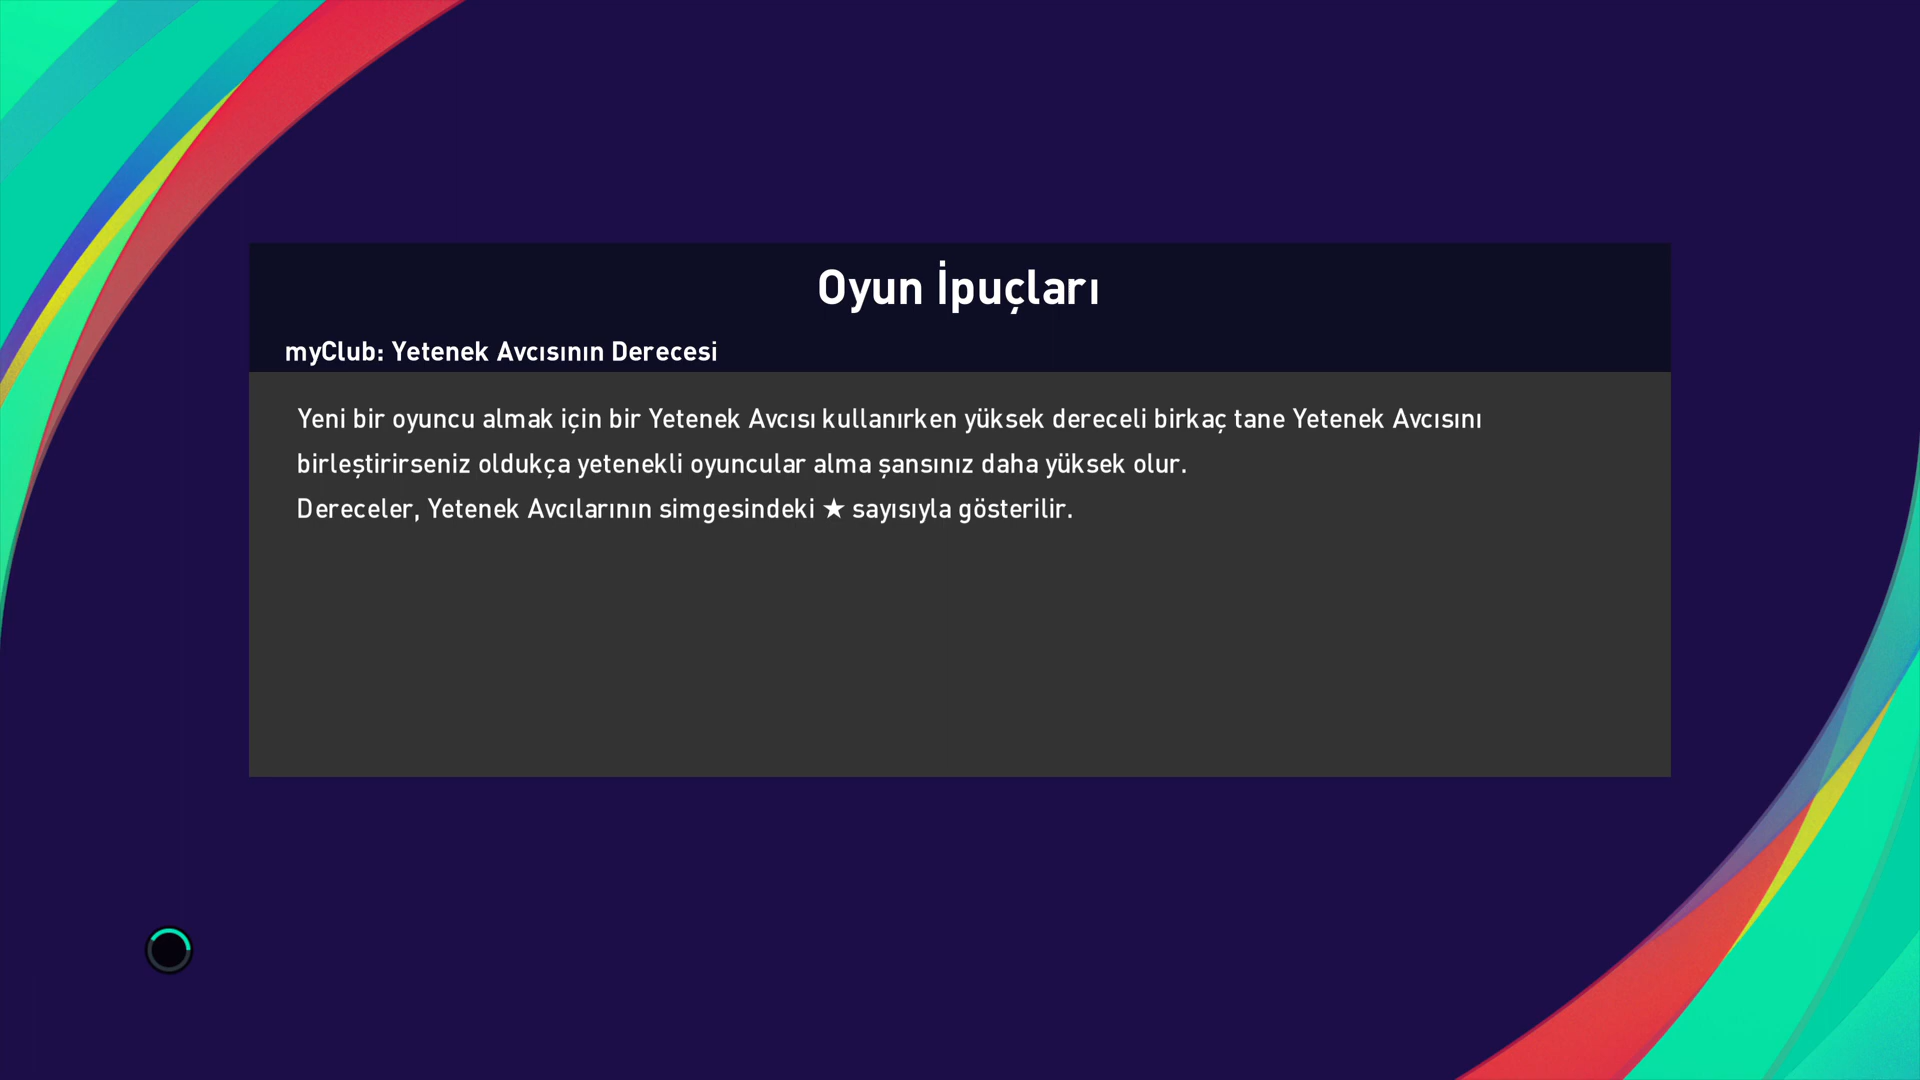 Oyun İpuçları
myClub: Yetenek Avcısının Derecesi
Yeni bir oyuncu almak için bir Yetenek Avcısı kullanırken yüksek dereceli birkaç tane Yetenek Avcısını
birleştirirseniz oldukça yetenekli oyuncular alma şansınız daha yüksek olur.
Dereceler, Yetenek Avcılarının simgesindeki ★ sayısıyla gösterilir.